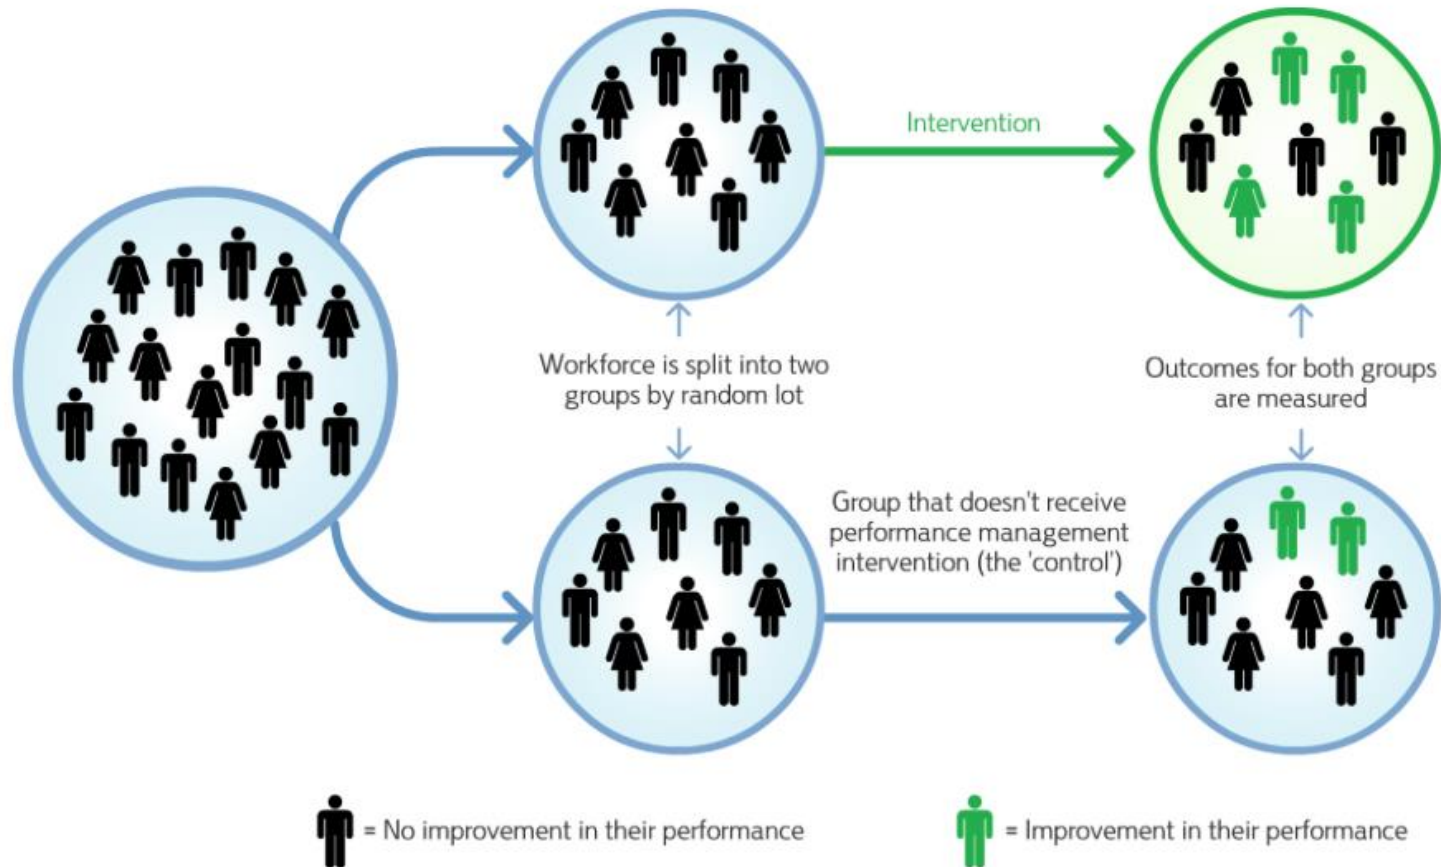 Intervention
Workforce is split into two
groups by random lot
Outcomes for both groups
are measured
Group that doesn't receive
performance management
intervention (the 'control')
= No improvement in their performance
= Improvement in their performance